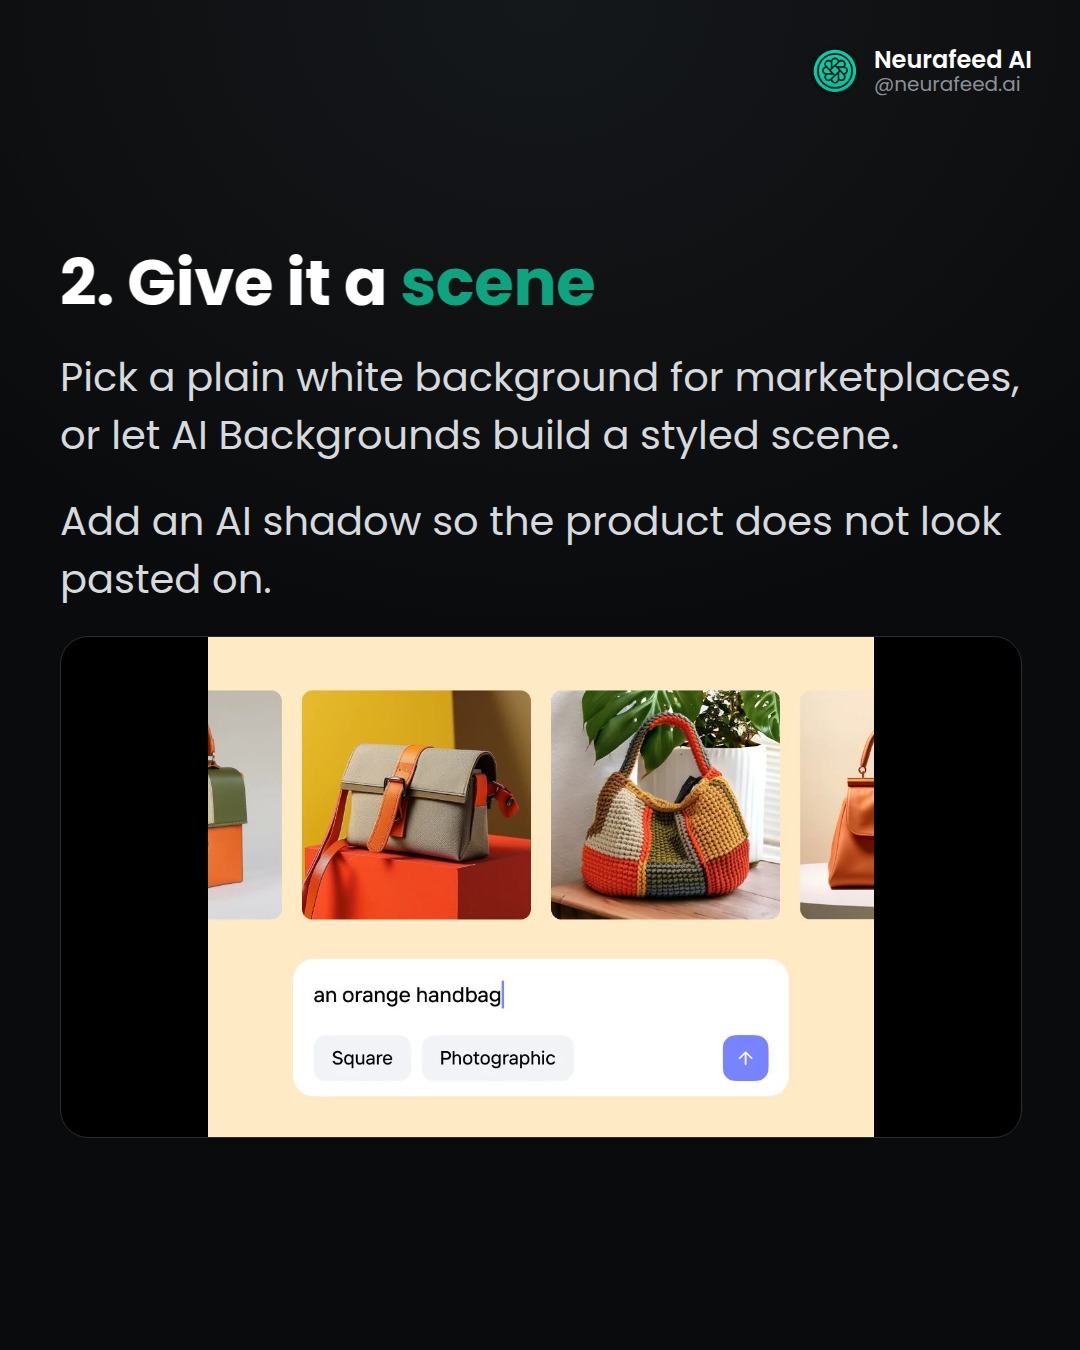 Neurafeed AI
@neurafeed.ai
2. Give it a scene
Pick a plain white background for marketplaces,
or let AI Backgrounds build a styled scene.
Add an AI shadow so the product does not look
pasted on.
an orange handbag
Square
Photographic